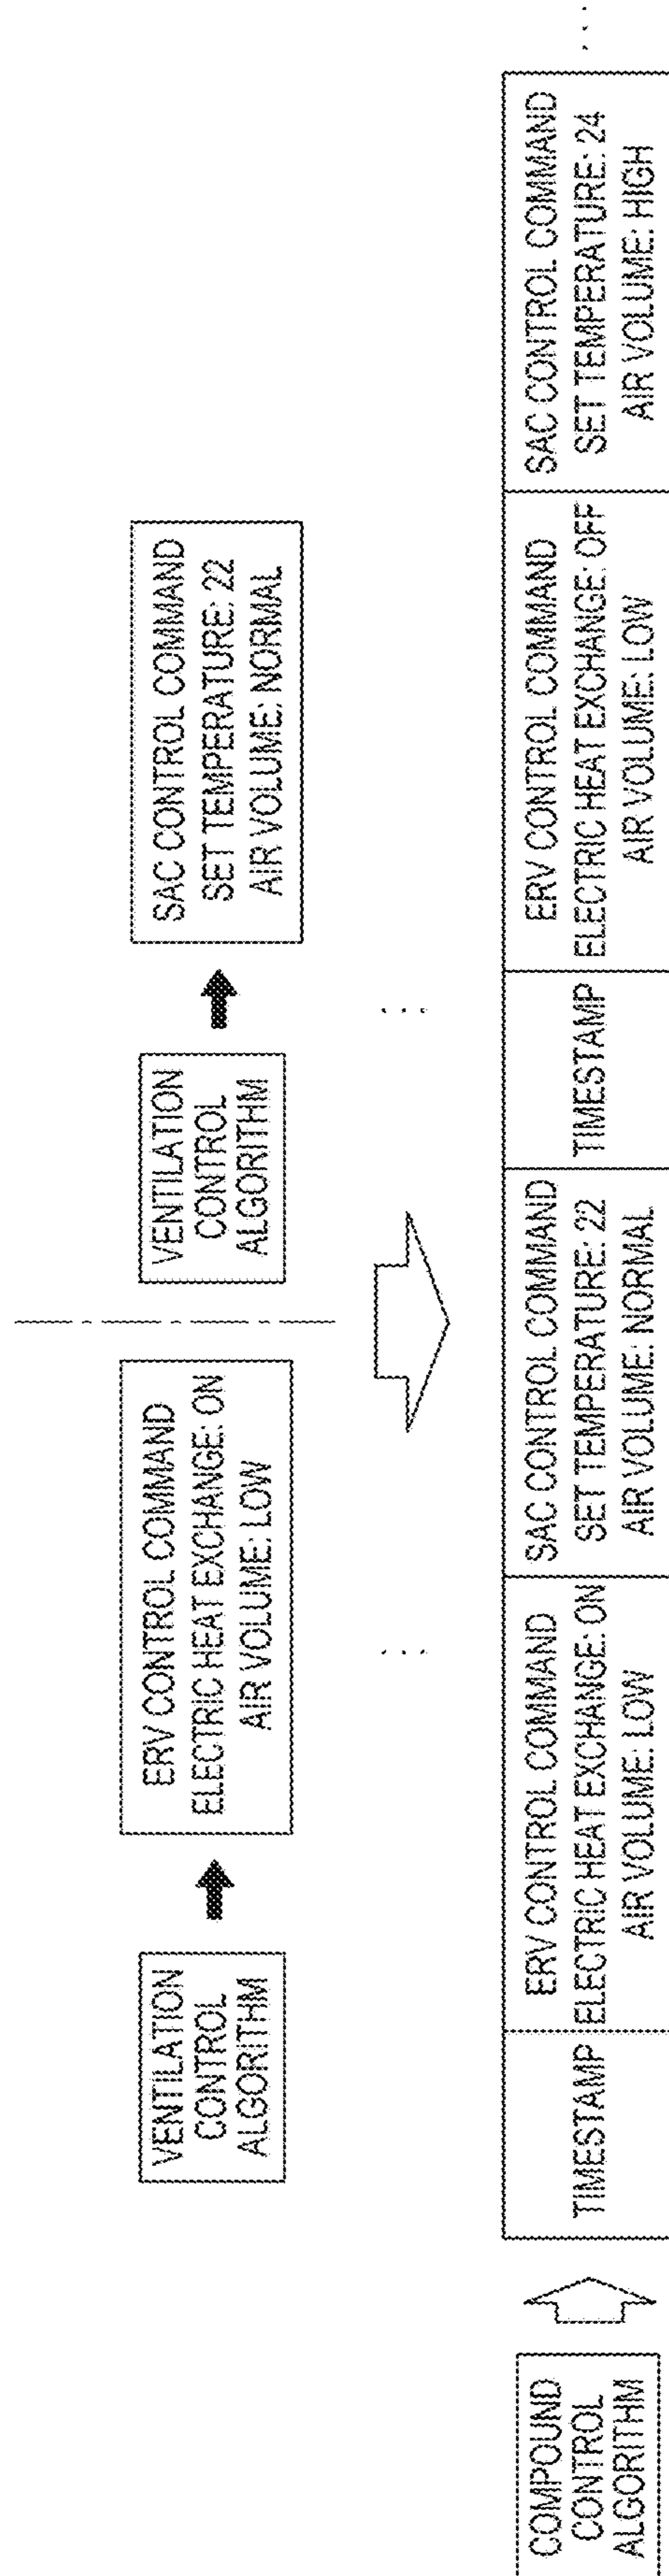 VENTILATION
CONTROL
ALGORITHM
ERV CONTROL COMMAND
ELECTRIC HEAT EXCHANGE: ON
AIR VOLUME: LOW
VENTILATION
CONTROL
ALGORITHM
SAC CONTROL COMMAND
SET TEMPERATURE: 22
AIR VOLUME: NORMAL
. . .
. . .
COMPOUND
CONTROL
ALGORITHM
TIMESTAMP
ERV CONTROL COMMAND
ELECTRIC HEAT EXCHANGE: ON
AIR VOLUME: LOW
SAC CONTROL COMMAND
SET TEMPERATURE: 22
AIR VOLUME: NORMAL
TIMESTAMP
ERV CONTROL COMMAND
ELECTRIC HEAT EXCHANGE: OFF
AIR VOLUME: LOW
SAC CONTROL COMMAND
SET TEMPERATURE: 24
AIR VOLUME: HIGH
. . .